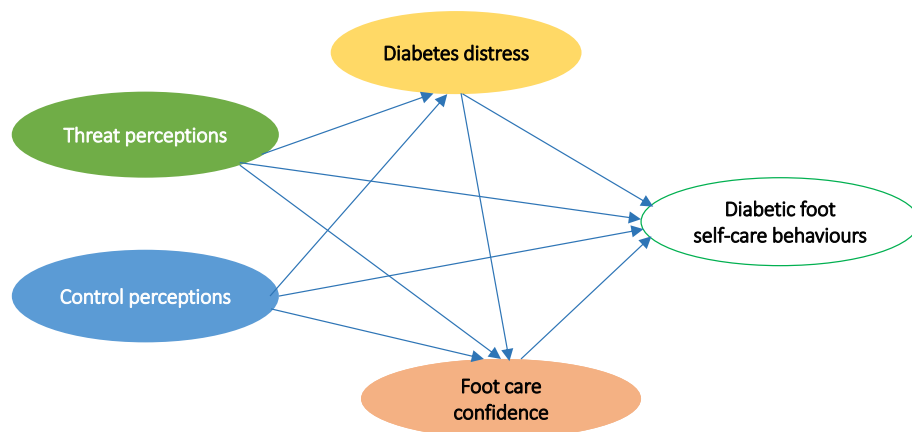 Diabetes distress
Threat perceptions
Diabetic foot
self-care behaviours
Control perceptions
Foot care
confidence